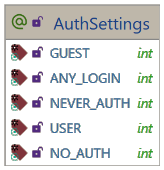 @ AuthSettings
GUEST int
ANY_LOGIN int
NEVER_AUTH int
USER int
NO_AUTH int